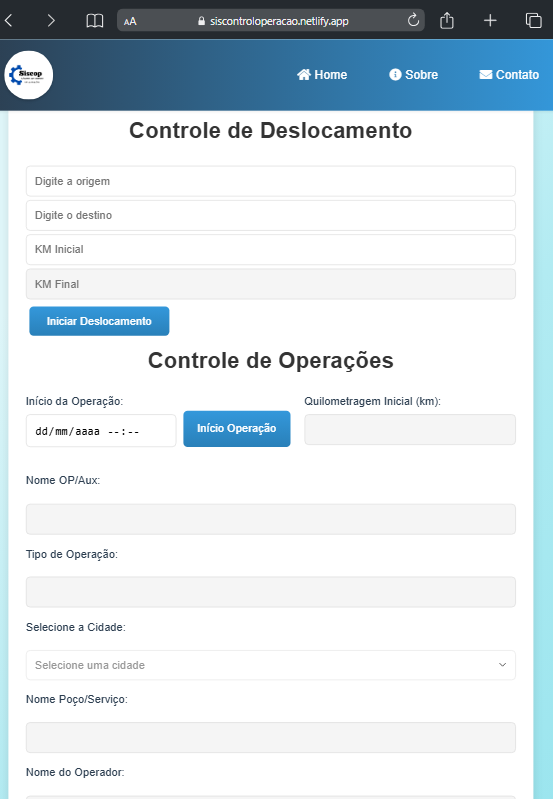 AA
siscontroloperacao.netlify.app
Siscop
Home
Sobre
Contato
Controle de Deslocamento
Digite a origem
Digite o destino
KM Inicial
KM Final
Iniciar Deslocamento
Controle de Operações
Início da Operação:
Quilometragem Inicial (km):
dd/mm/aaaa --:--
Início Operação
Nome OP/Aux:
Tipo de Operação:
Selecione a Cidade:
Selecione uma cidade
Nome Poço/Serviço:
Nome do Operador: